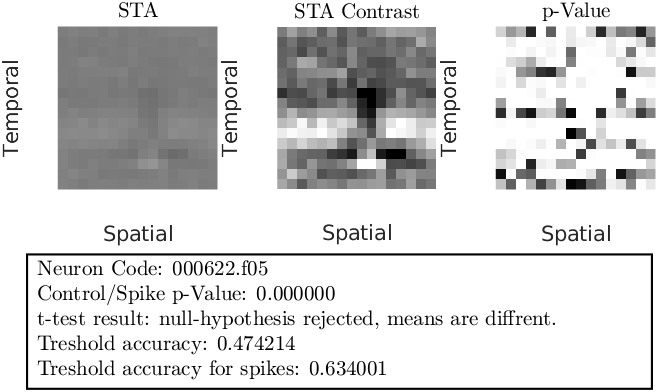 STA
STA Contrast
p-Value
Temporal
Temporal
Temporal
Spatial
Spatial
Spatial
Neuron Code: 000622.f05
Control/Spike p-Value: 0.000000
t-test result: null-hypothesis rejected, means are diffrent.
Treshold accuracy: 0.474214
Treshold accuracy for spikes: 0.634001